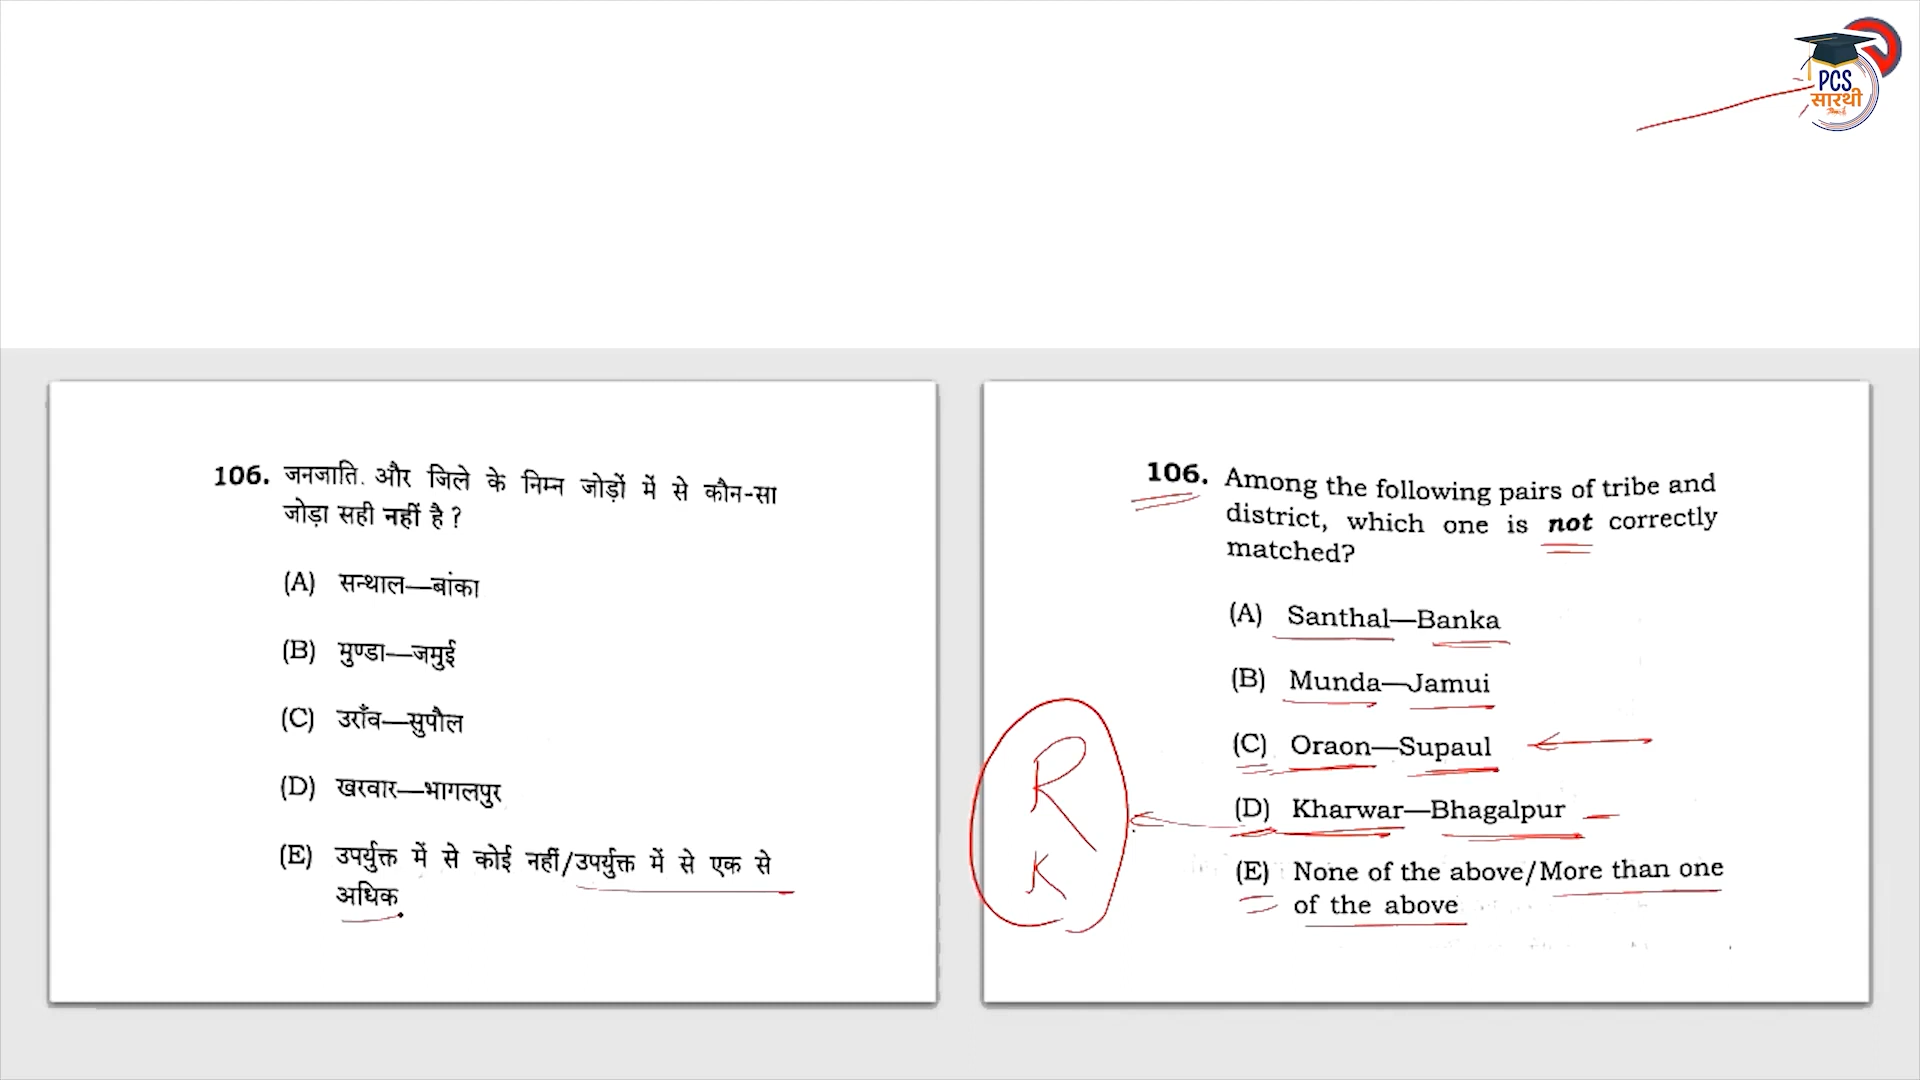 PCS
सारथी
106. जनजाति और जिले के निम्न जोड़ों में से कौन-सा
जोड़ा सही नहीं है ?
(A) सन्थाल—बांका
(B) मुण्डा—जमुई
(C) उराँव—सुपौल
(D) खरवार—भागलपुर
(E) उपर्युक्त में से कोई नहीं/उपर्युक्त में से एक से
अधिक
106. Among the following pairs of tribe and
district, which one is not correctly
matched?
(A) Santhal—Banka
(B) Munda—Jamui
(C) Oraon—Supaul
(D) Kharwar—Bhagalpur
(E) None of the above/More than one
of the above
R
K